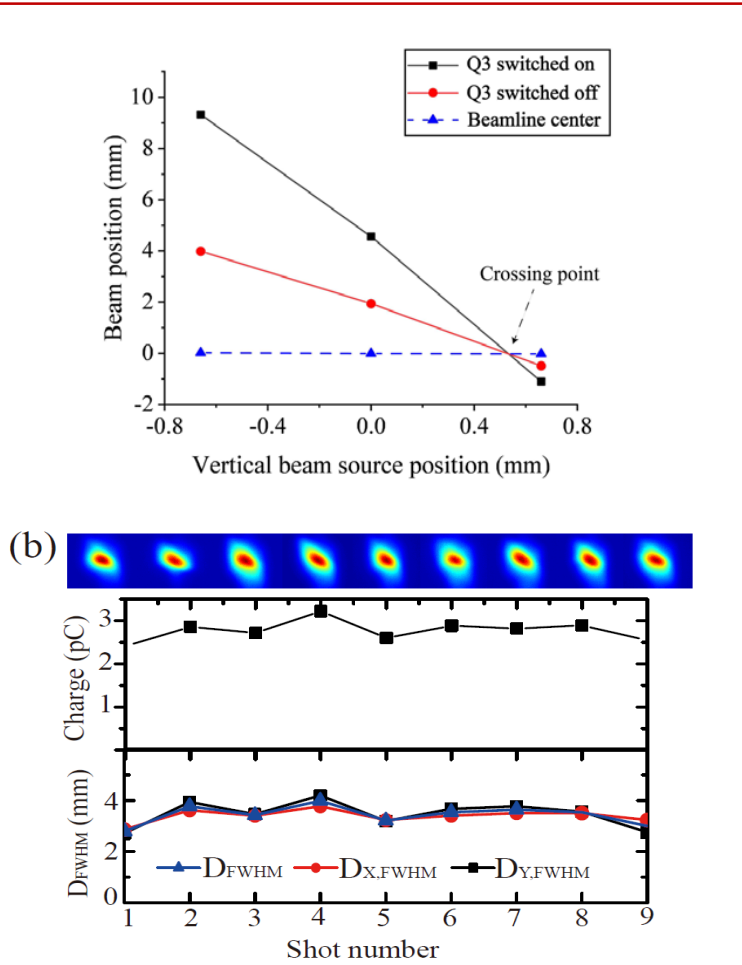 Q3 switched on
Q3 switched off
Beamline center
10
8
6
4
2
0
-2
Beam position (mm)
Crossing point
-0.8 -0.4 0.0 0.4 0.8
Vertical beam source position (mm)
(b)
3
2
1
Charge (pC)
4
2
0
DFWHM (mm)
DFWHM DX,FWHM DY,FWHM
1 2 3 4 5 6 7 8 9
Shot number